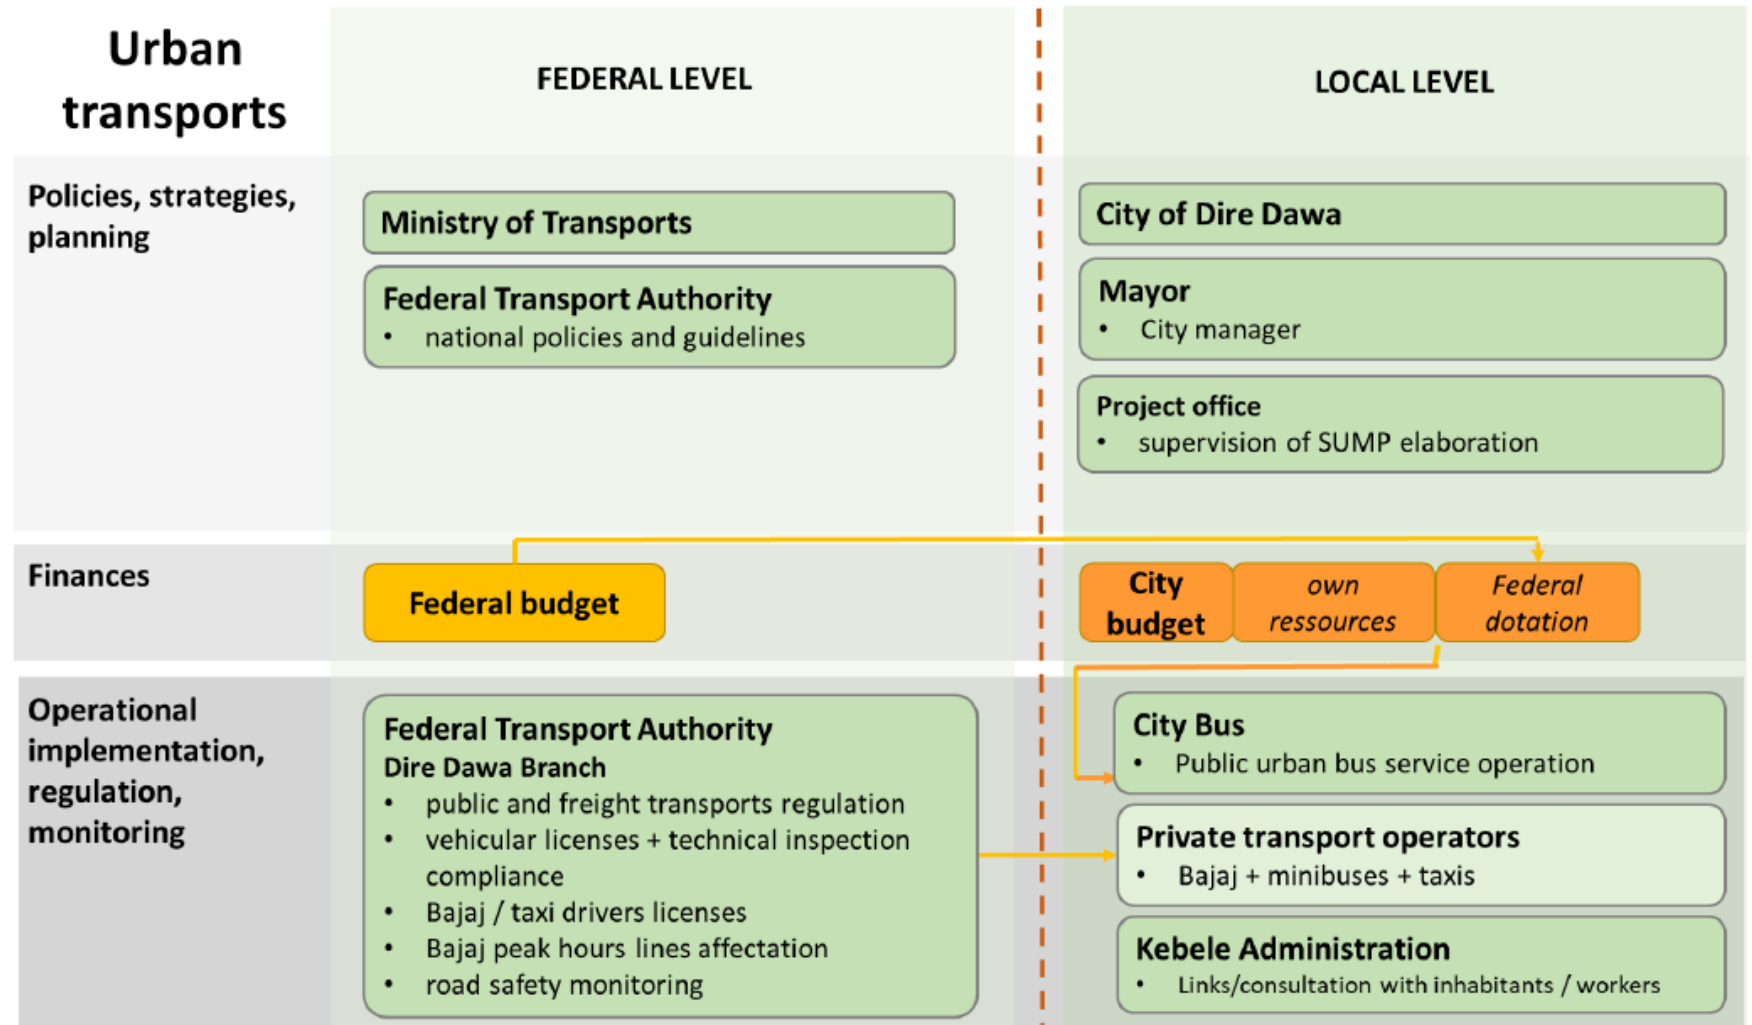 Urban
transports
FEDERAL LEVEL
LOCAL LEVEL
Policies, strategies,
planning
Ministry of Transports
Federal Transport Authority
• national policies and guidelines
City of Dire Dawa
Mayor
• City manager
Project office
• supervision of SUMP elaboration
Finances
Federal budget
City
budget
own
ressources
Federal
dotation
Operational
implementation,
regulation,
monitoring
Federal Transport Authority
Dire Dawa Branch
• public and freight transports regulation
• vehicular licenses + technical inspection
compliance
• Bajaj / taxi drivers licenses
• Bajaj peak hours lines affectation
• road safety monitoring
City Bus
• Public urban bus service operation
Private transport operators
• Bajaj + minibuses + taxis
Kebele Administration
• Links/consultation with inhabitants / workers